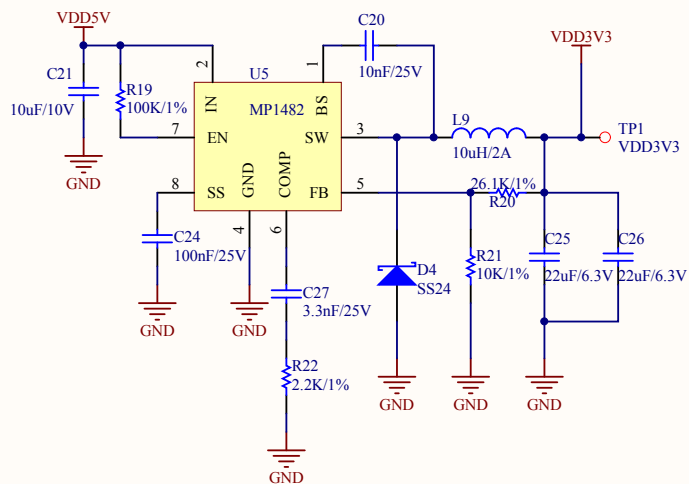 VDD5V
C21
10uF/10V
GND
R19
100K/1%
2
1
U5
MP1482
IN
BS
7
EN
SW
3
8
SS
GND
COMP
FB
5
4
6
C20
10nF/25V
L9
10uH/2A
VDD3V3
TP1
VDD3V3
26.1K/1%
R20
C24
100nF/25V
GND
GND
C27
3.3nF/25V
R22
2.2K/1%
GND
D4
SS24
GND
R21
10K/1%
GND
C25
22uF/6.3V
C26
22uF/6.3V
GND